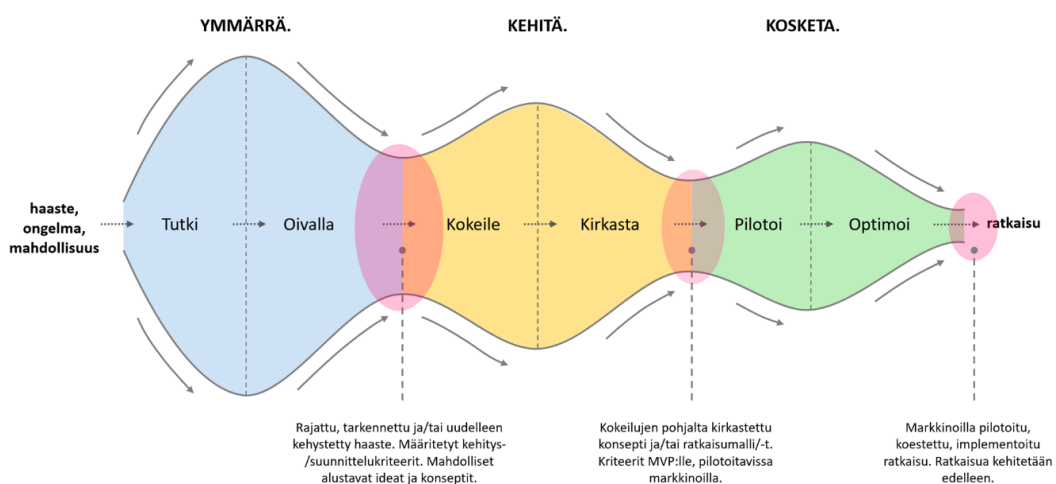 YMMÄRRÄ.
KEHITÄ.
KOSKETA.
haaste,
ongelma,
mahdollisuus
Tutki
Oivalla
Kokeile
Kirkasta
Pilotoi
Optimoi
ratkaisu
Rajattu, tarkennettu ja/tai uudelleen
kehystetty haaste. Määritetyt kehitys-
/suunnittelukriteerit. Mahdolliset
alustavat ideat ja konseptit.
Kokeilujen pohjalta kirkastettu
konsepti ja/tai ratkaisumalli/-t.
Kriteerit MVP:lle, pilotoitavissa
markkinoilla.
Markkinoilla pilotoitu,
koestettu, implementoitu
ratkaisu. Ratkaisua kehitetään
edelleen.